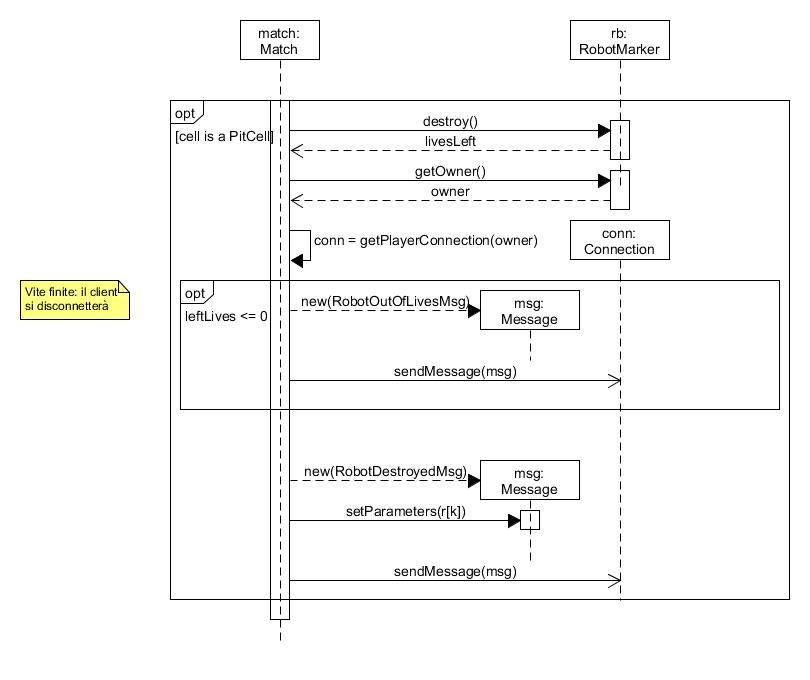 match:
Match
rb:
RobotMarker
opt
[cell is a PitCell]
destroy()
livesLeft
getOwner()
owner
conn = getPlayerConnection(owner)
conn:
Connection
Vite finite: il client
si disconnetterà
opt
leftLives <= 0
new(RobotOutOfLivesMsg)
msg:
Message
sendMessage(msg)
new(RobotDestroyedMsg)
msg:
Message
setParameters(r[k])
sendMessage(msg)